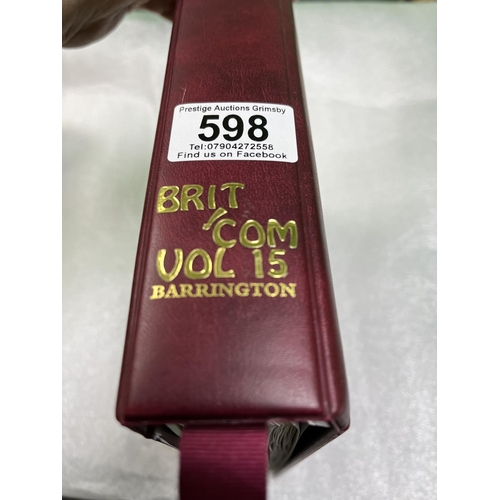 Prestige Auctions Grimsby
598
Tel:07904272558
Find us on Facebook
BRIT
'COM
VOL 15
BARRINGTON